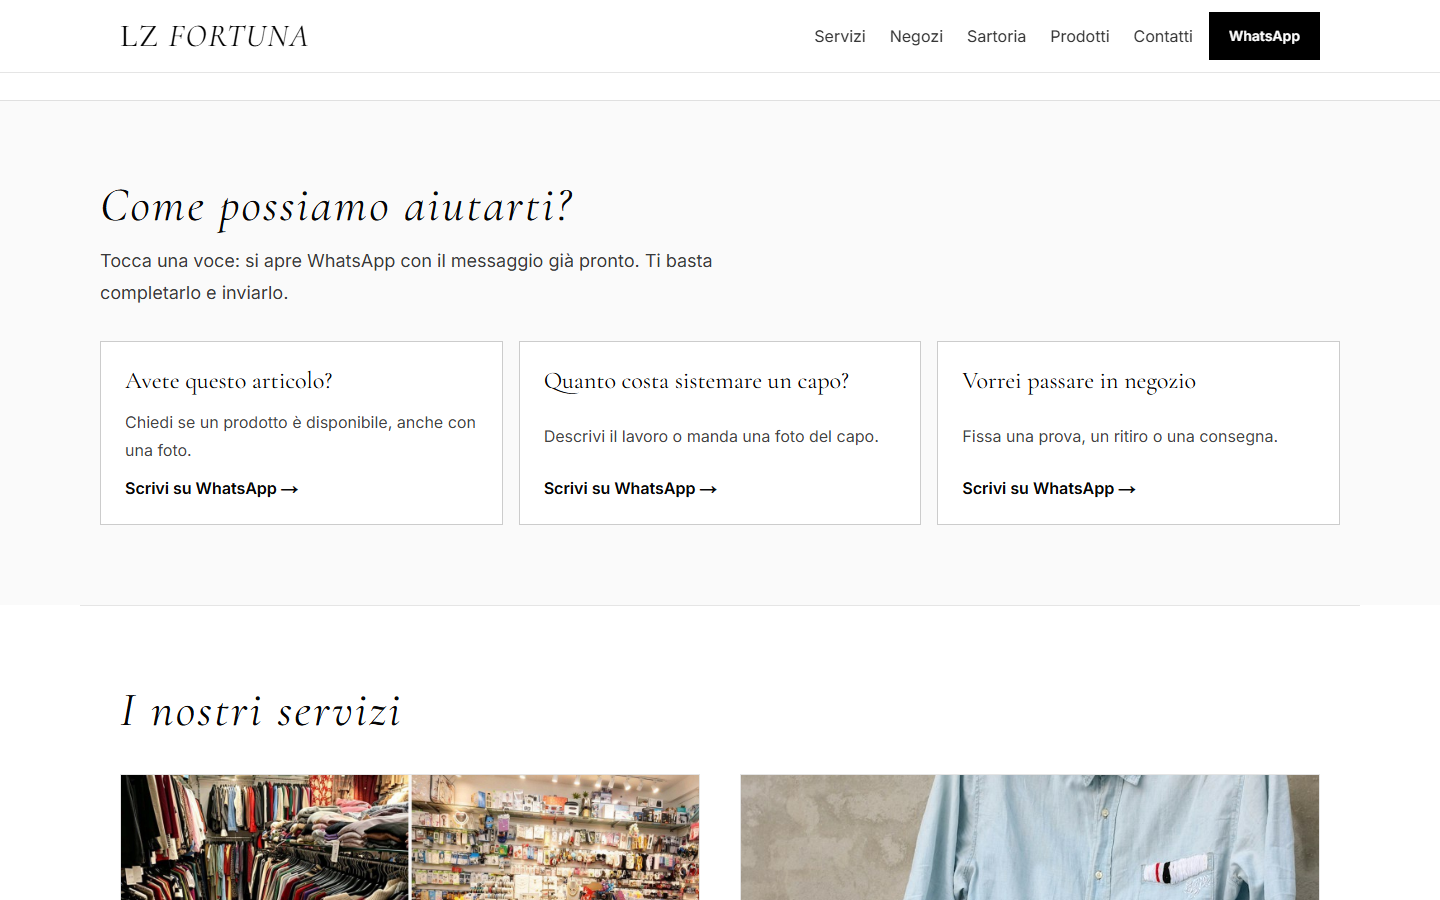 LZ FORTUNA
Servizi Negozi Sartoria Prodotti Contatti WhatsApp
Come possiamo aiutarti?
Tocca una voce: si apre WhatsApp con il messaggio già pronto. Ti basta
completarlo e inviarlo.
Avete questo articolo?
Chiedi se un prodotto è disponibile, anche con
una foto.
Scrivi su WhatsApp →
Quanto costa sistemare un capo?
Descrivi il lavoro o manda una foto del capo.
Scrivi su WhatsApp →
Vorrei passare in negozio
Fissa una prova, un ritiro o una consegna.
Scrivi su WhatsApp →
I nostri servizi